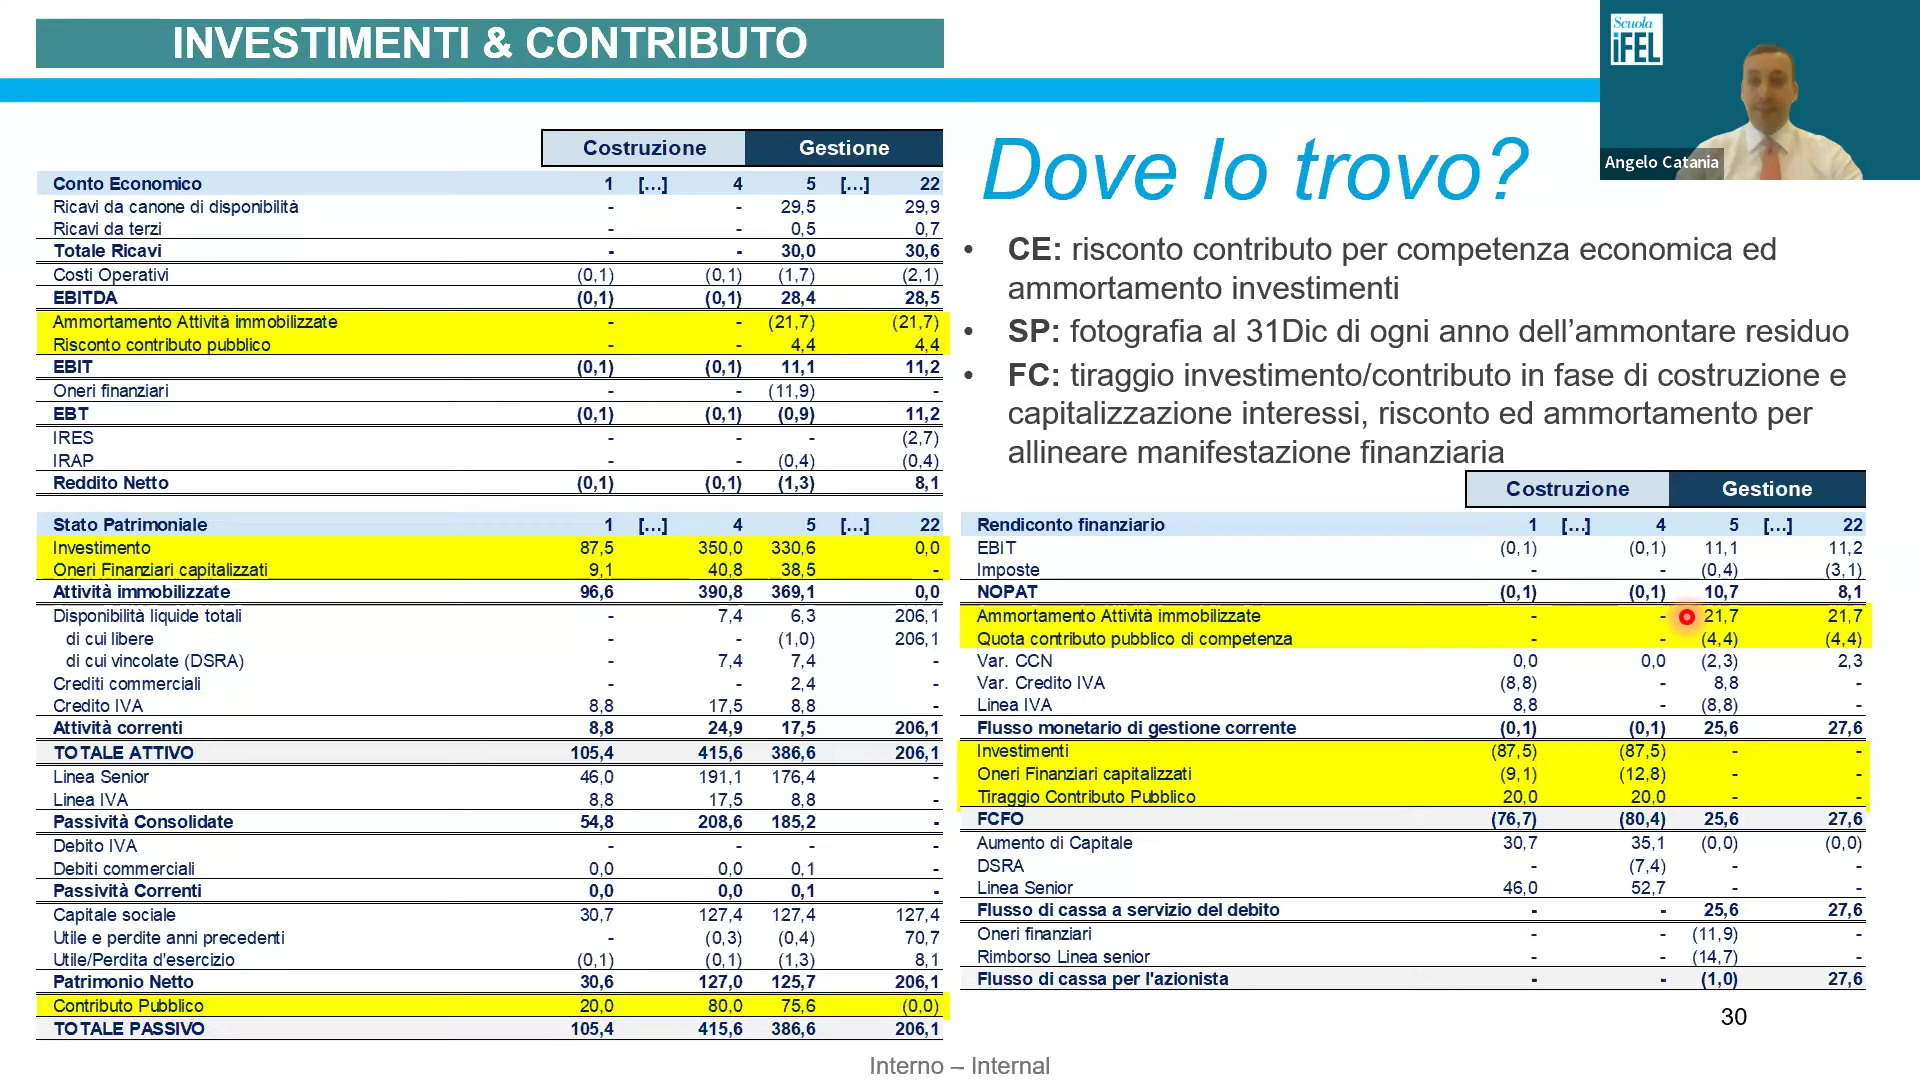 INVESTIMENTI & CONTRIBUTO
Scuola
iFEL
Angelo Catania
Costruzione Gestione
Conto Economico 1 [...] 4 5 [...] 22
Ricavi da canone di disponibilità - - 29,5 29,9
Ricavi da terzi - - 0,5 0,7
Totale Ricavi - - 30,0 30,6
Costi Operativi (0,1) (0,1) (1,7) (2,1)
EBITDA (0,1) (0,1) 28,4 28,5
Ammortamento Attività immobilizzate - - (21,7) (21,7)
Risconto contributo pubblico - - 4,4 4,4
EBIT (0,1) (0,1) 11,1 11,2
Oneri finanziari - - (11,9) -
EBT (0,1) (0,1) (0,9) 11,2
IRES - - - (2,7)
IRAP - - (0,4) (0,4)
Reddito Netto (0,1) (0,1) (1,3) 8,1
Stato Patrimoniale 1 [...] 4 5 [...] 22
Investimento 87,5 350,0 330,6 0,0
Oneri Finanziari capitalizzati 9,1 40,8 38,5 -
Attività immobilizzate 96,6 390,8 369,1 0,0
Disponibilità liquide totali - 7,4 6,3 206,1
di cui libere - - (1,0) 206,1
di cui vincolate (DSRA) - 7,4 7,4 -
Crediti commerciali - - 2,4 -
Credito IVA 8,8 17,5 8,8 -
Attività correnti 8,8 24,9 17,5 206,1
TOTALE ATTIVO 105,4 415,6 386,6 206,1
Linea Senior 46,0 191,1 176,4 -
Linea IVA 8,8 17,5 8,8 -
Passività Consolidate 54,8 208,6 185,2 -
Debito IVA - - - -
Debiti commerciali 0,0 0,0 0,1 -
Passività Correnti 0,0 0,0 0,1 -
Capitale sociale 30,7 127,4 127,4 127,4
Utile e perdite anni precedenti - (0,3) (0,4) 70,7
Utile/Perdita d'esercizio (0,1) (0,1) (1,3) 8,1
Patrimonio Netto 30,6 127,0 125,7 206,1
Contributo Pubblico 20,0 80,0 75,6 (0,0)
TOTALE PASSIVO 105,4 415,6 386,6 206,1
Dove lo trovo?
• CE: risconto contributo per competenza economica ed
ammortamento investimenti
• SP: fotografia al 31Dic di ogni anno dell’ammontare residuo
• FC: tiraggio investimento/contributo in fase di costruzione e
capitalizzazione interessi, risconto ed ammortamento per
allineare manifestazione finanziaria
Costruzione Gestione
Rendiconto finanziario 1 [...] 4 5 [...] 22
EBIT (0,1) (0,1) 11,1 11,2
Imposte - - (0,4) (3,1)
NOPAT (0,1) (0,1) 10,7 8,1
Ammortamento Attività immobilizzate - - 21,7 21,7
Quota contributo pubblico di competenza - - (4,4) (4,4)
Var. CCN 0,0 0,0 (2,3) 2,3
Var. Credito IVA (8,8) - 8,8 -
Linea IVA 8,8 - (8,8) -
Flusso monetario di gestione corrente (0,1) (0,1) 25,6 27,6
Investimenti (87,5) (87,5) - -
Oneri Finanziari capitalizzati (9,1) (12,8) - -
Tiraggio Contributo Pubblico 20,0 20,0 - -
FCFO (76,7) (80,4) 25,6 27,6
Aumento di Capitale 30,7 35,1 (0,0) (0,0)
DSRA - (7,4) - -
Linea Senior 46,0 52,7 - -
Flusso di cassa a servizio del debito - - 25,6 27,6
Oneri finanziari - - (11,9) -
Rimborso Linea senior - - (14,7) -
Flusso di cassa per l'azionista - - (1,0) 27,6
30
Interno – Internal